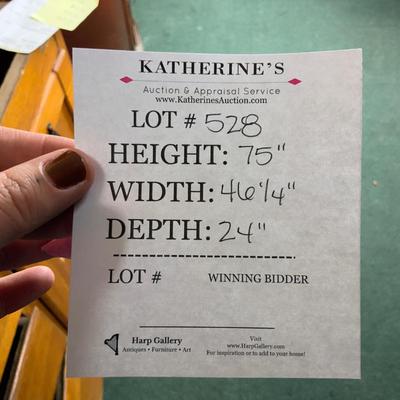 KATHERINE'S
Auction & Appraisal Service
www.KatherinesAuction.com
LOT # 528
HEIGHT: 75"
WIDTH: 46 1/4"
DEPTH: 24"
LOT # WINNING BIDDER
Harp Gallery
Antiques • Furniture • Art
Visit
www.HarpGallery.com
For inspiration or to add to your home!